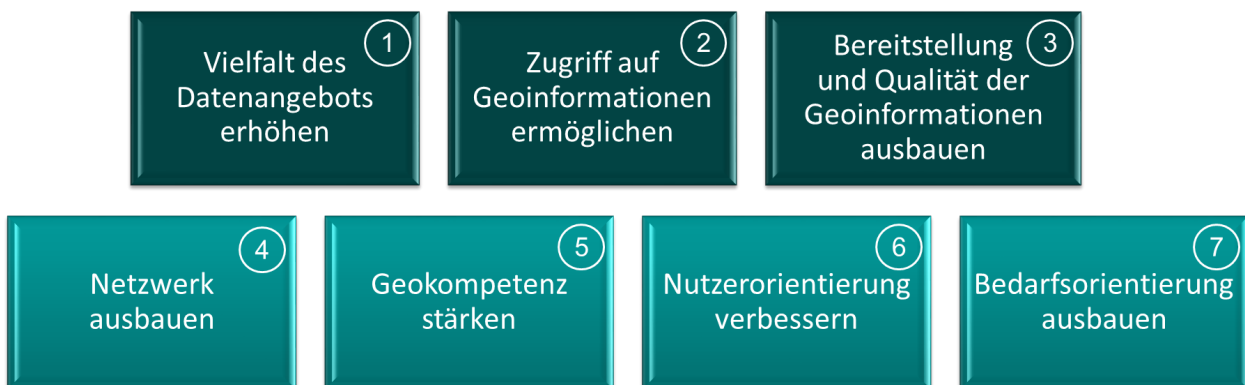 1
Vielfalt des
Datenangebots
erhöhen
2
Zugriff auf
Geoinformationen
ermöglichen
3
Bereitstellung
und Qualität der
Geoinformationen
ausbauen
4
Netzwerk
ausbauen
5
Geokompetenz
stärken
6
Nutzerorientierung
verbessern
7
Bedarfsorientierung
ausbauen